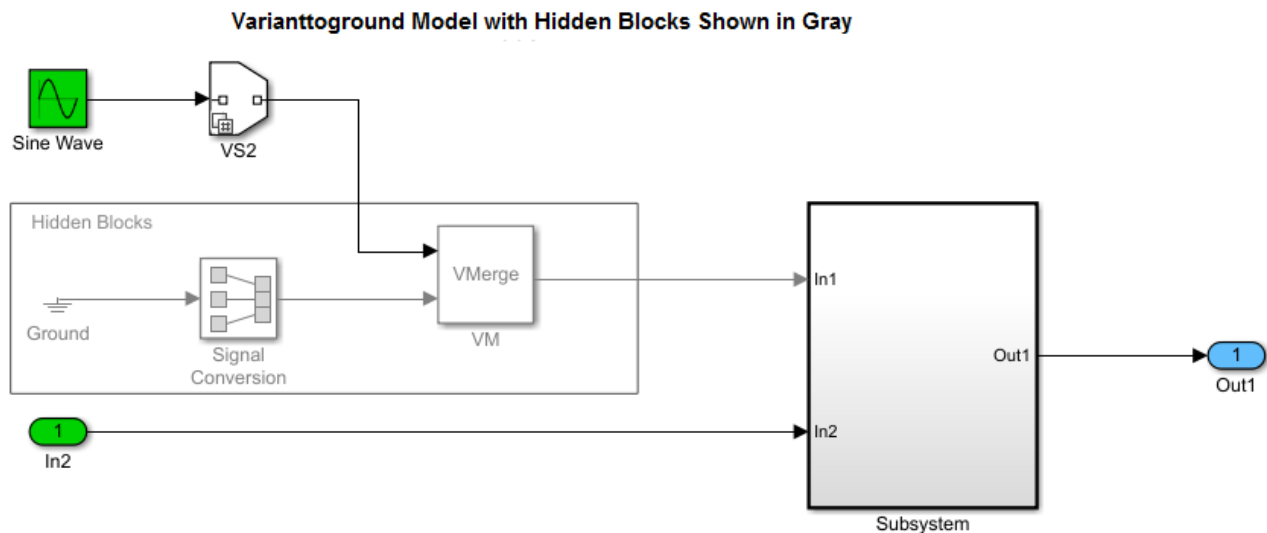 Varianttoground Model with Hidden Blocks Shown in Gray
Sine Wave
VS2
Hidden Blocks
Ground
Signal
Conversion
VMerge
VM
1
In2
In1
In2
Out1
Subsystem
1
Out1